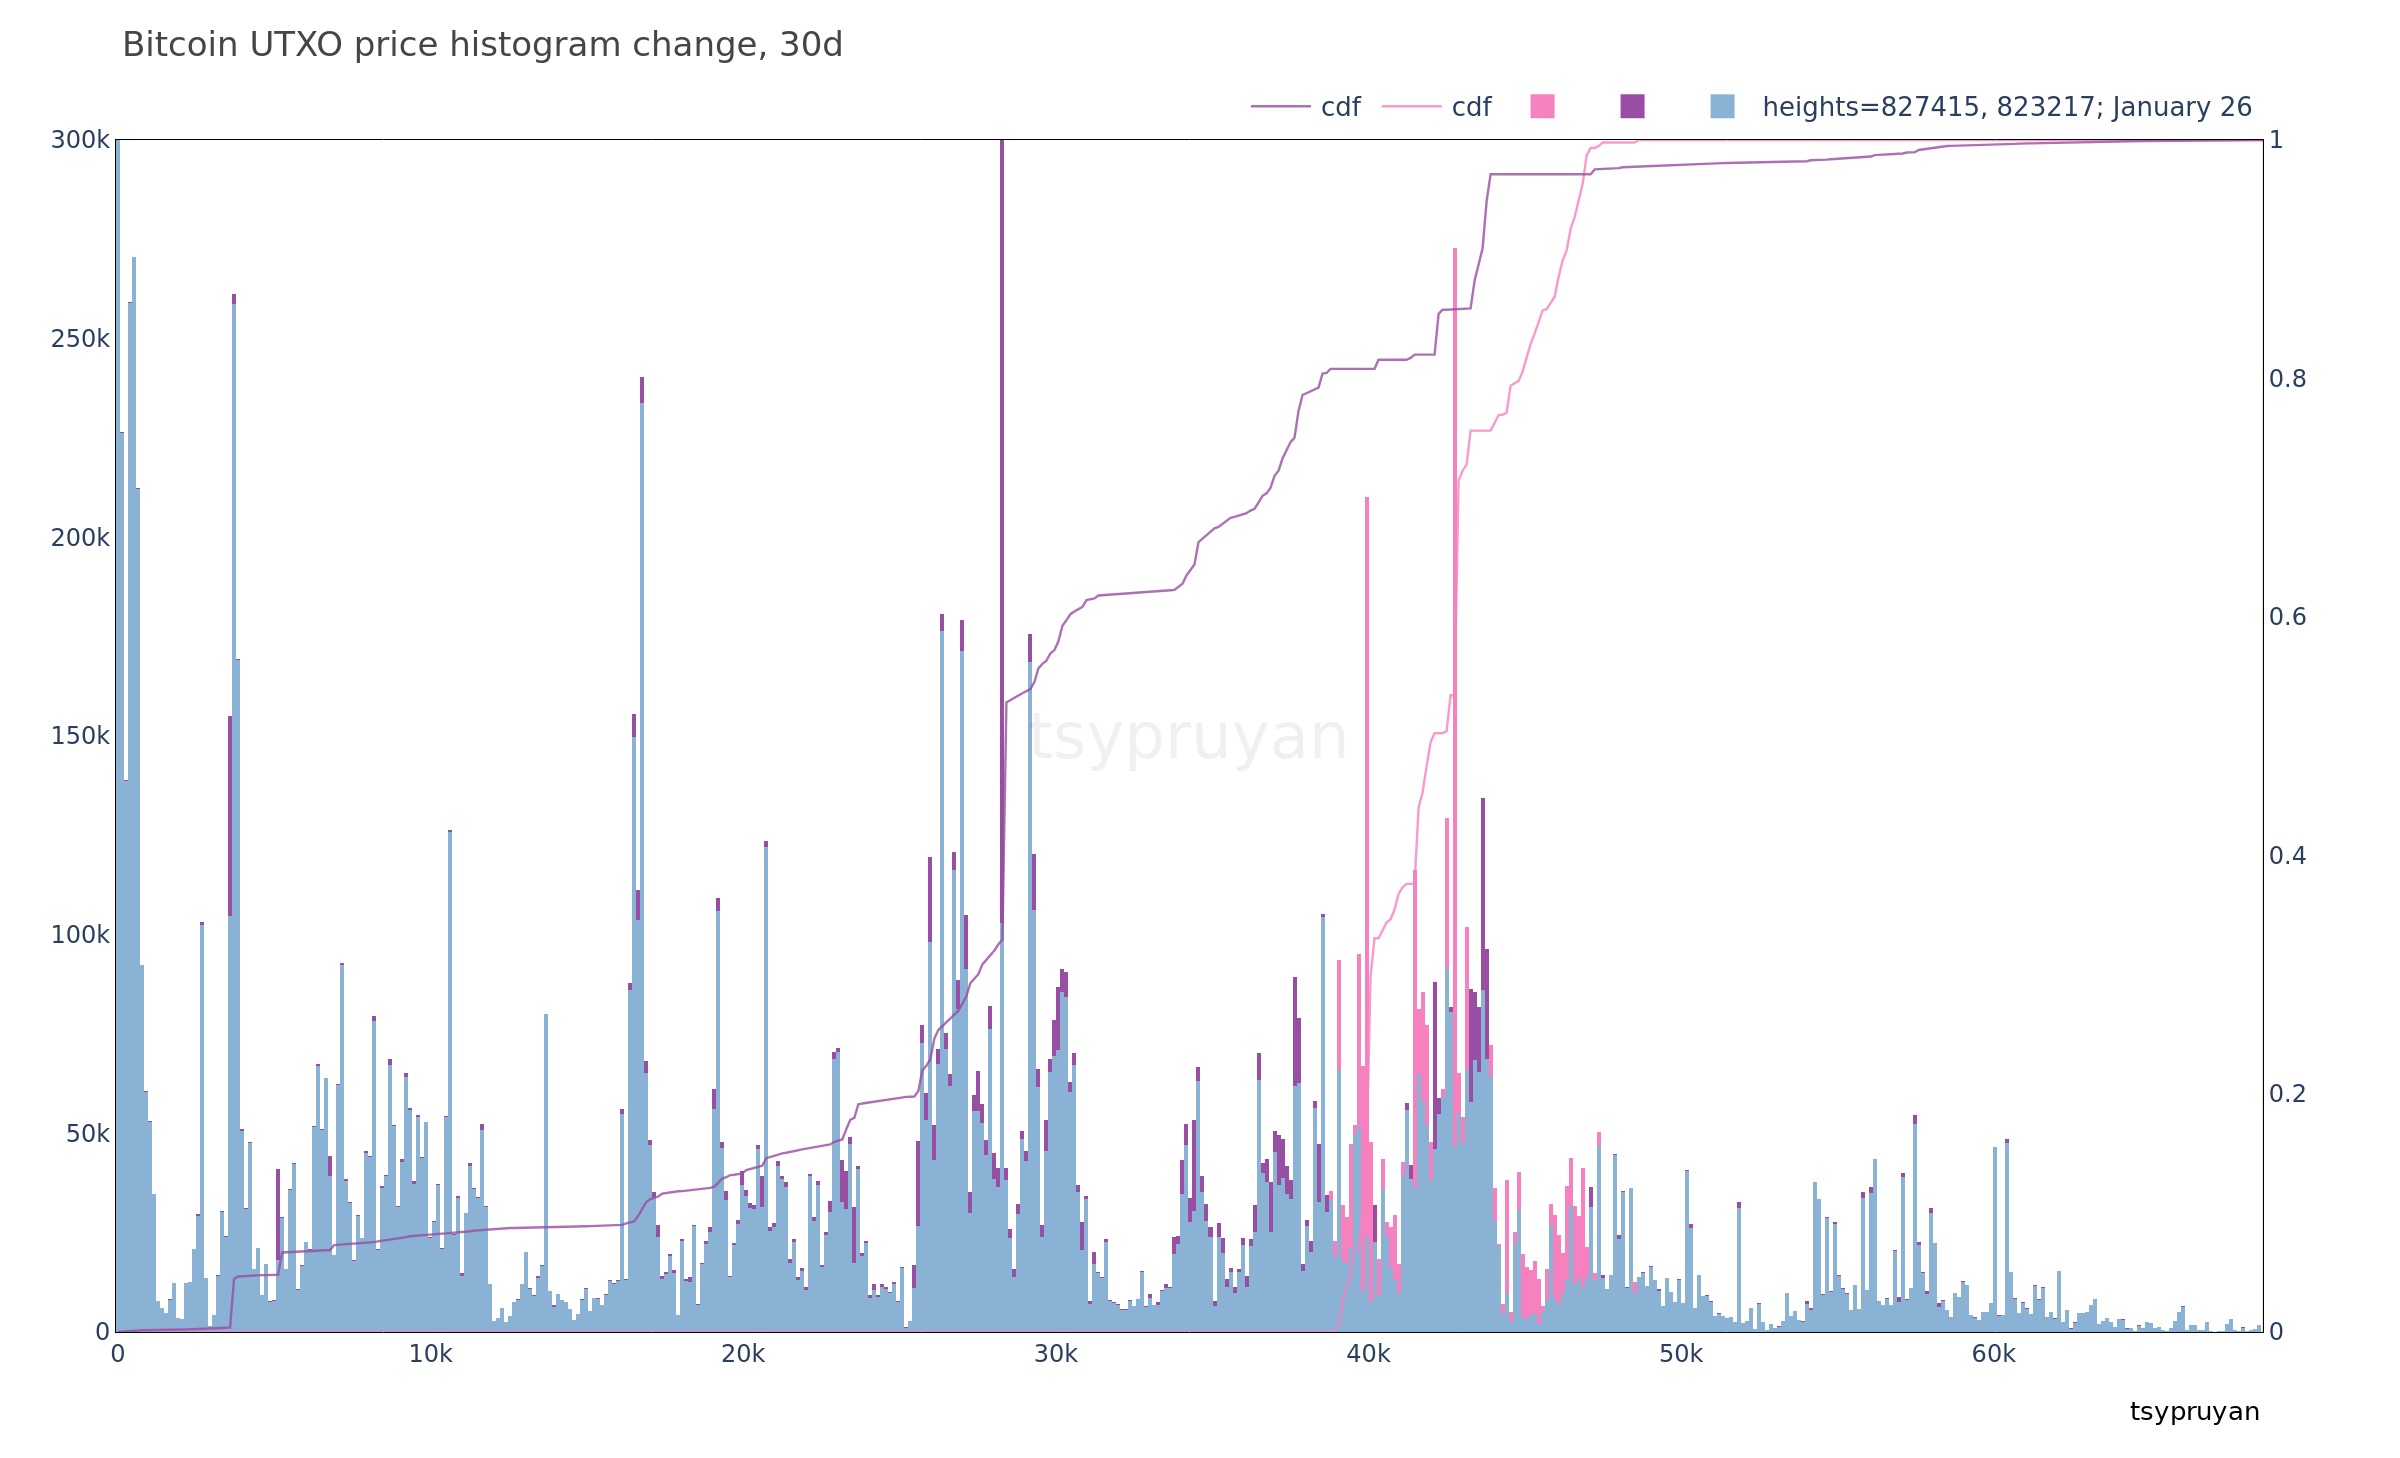 Bitcoin UTXO price histogram change, 30d
cdf cdf heights=827415, 823217; January 26
300k 1
250k
0.8
200k
0.6
150k
tsypruyan
0.4
100k
0.2
50k
0 0
0 10k 20k 30k 40k 50k 60k
tsypruyan